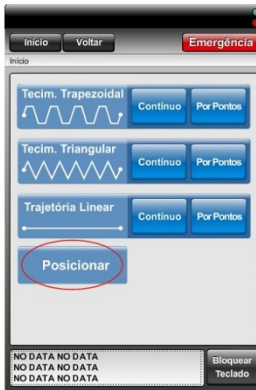 Início Voltar Emergência
Início
Tecim. Trapezoidal
Contínuo Por Pontos
Tecim. Triangular
Contínuo Por Pontos
Trajetória Linear
Contínuo Por Pontos
Posicionar
NO DATA NO DATA
NO DATA NO DATA
NO DATA NO DATA
Bloquear
Teclado